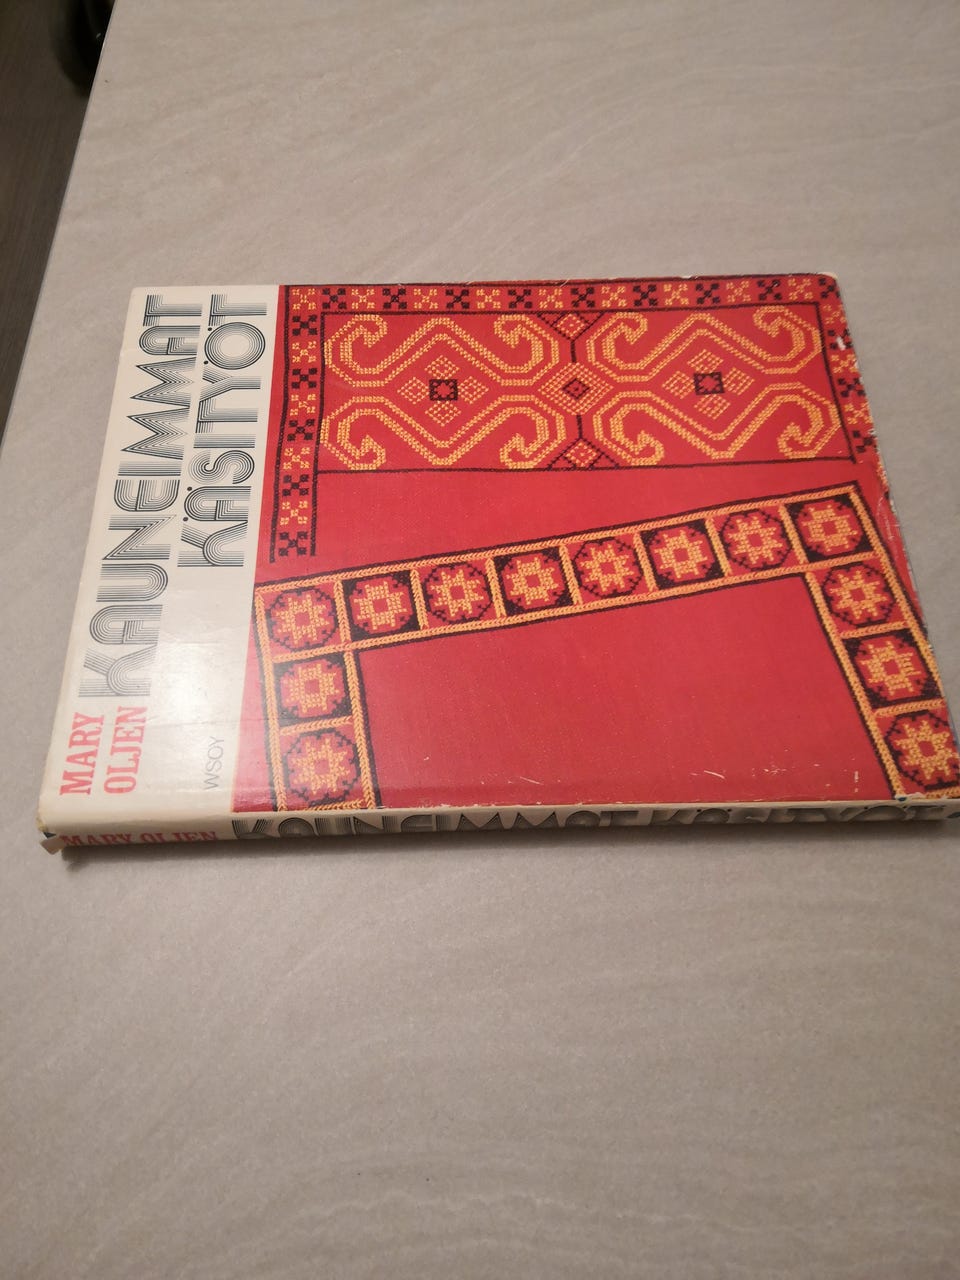 MARY
OLJEN
KAUNEIMMAT
KÄSITYÖT
WSOY
MARY OLJEN KAUNEIMMAT KÄSITYÖT